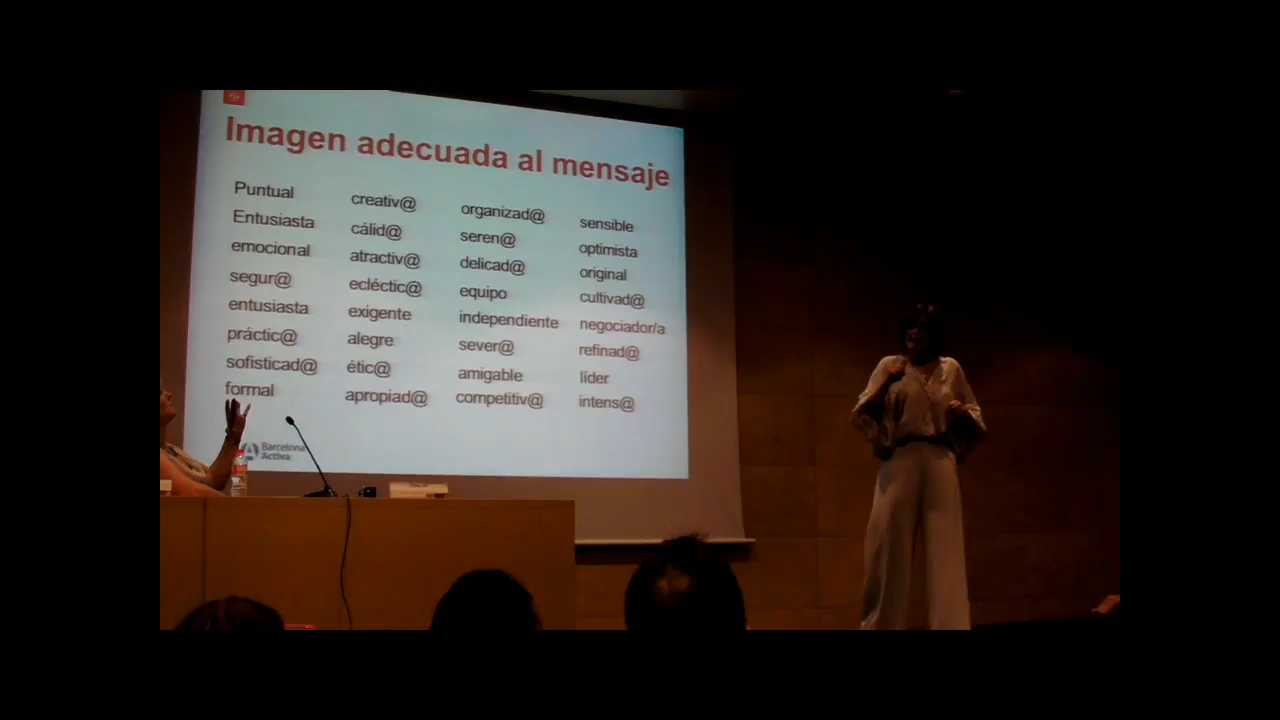 Imagen adecuada al mensaje
Puntual
Entusiasta
emocional
segur@
entusiasta
práctic@
sofisticad@
formal
creativ@
cálid@
atractiv@
ecléctic@
exigente
alegre
étic@
apropiad@
organizad@
seren@
delicad@
equipo
independiente
sever@
amigable
competitiv@
sensible
optimista
original
cultivad@
negociador/a
refinad@
líder
intens@
Barcelona
Activa